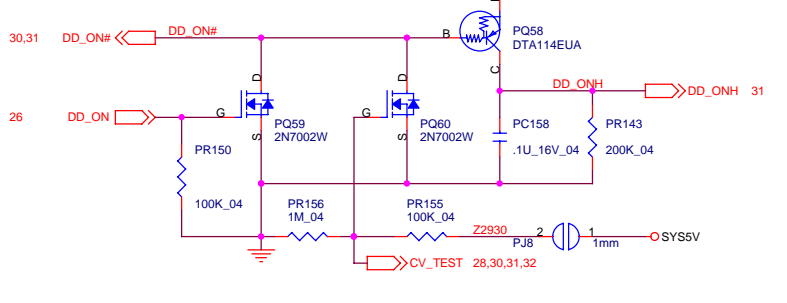 PQ58
DTA114EUA
B
C
30,31 DD_ON# DD_ON#
DD_ONH DD_ONH 31
D D
26 DD_ON G G
PQ59
2N7002W
PQ60
2N7002W
S S
PC158
.1U_16V_04
PR143
200K_04
PR150
100K_04
PR156
1M_04
PR155
100K_04
Z2930 2 1 SYS5V
PJ8 1mm
CV_TEST 28,30,31,32